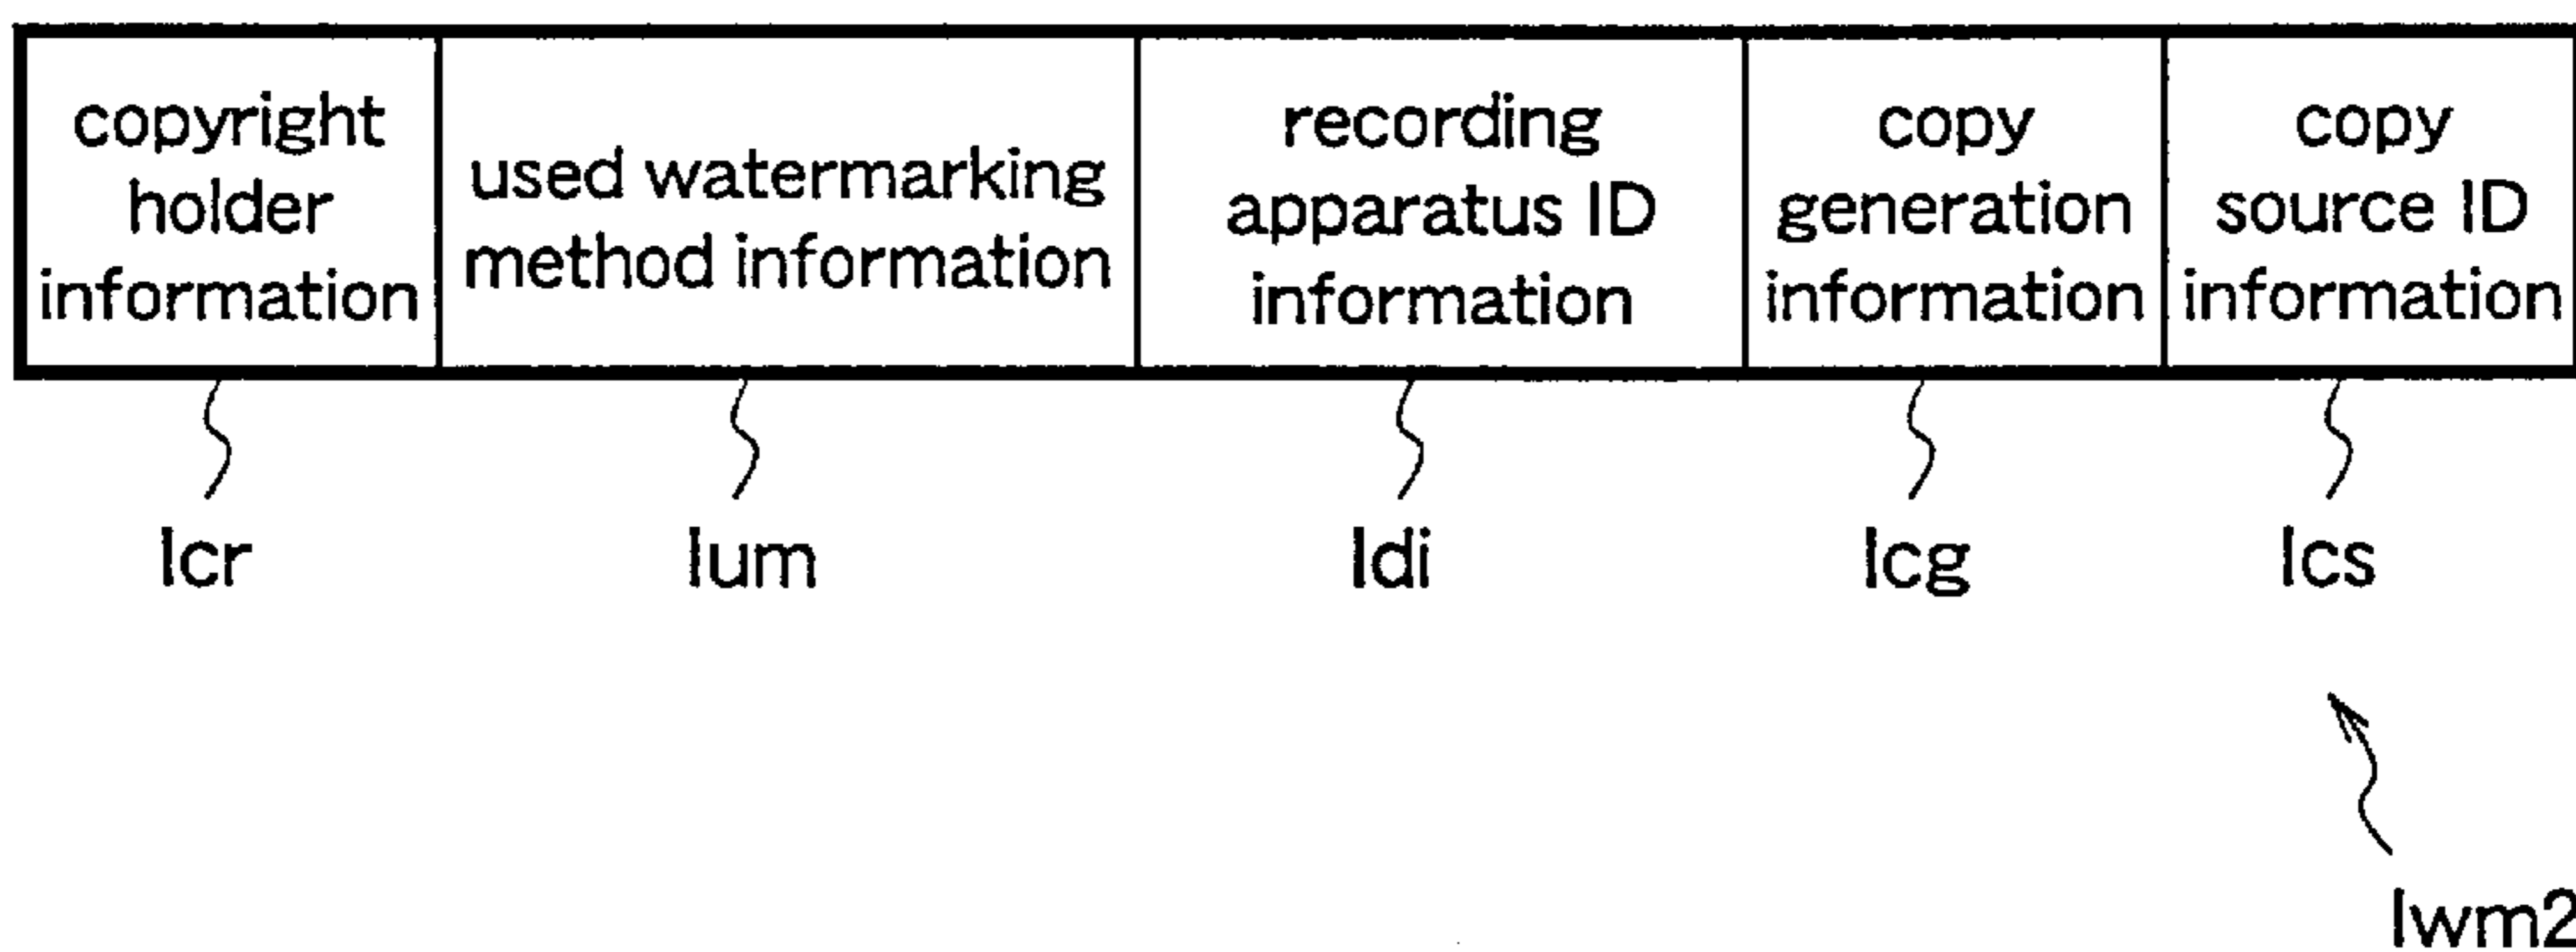 copyright
holder
information
used watermarking
method information
recording
apparatus ID
information
copy
generation
information
copy
source ID
information
Icr
Ium
Idi
Icg
Ics
Iwm2